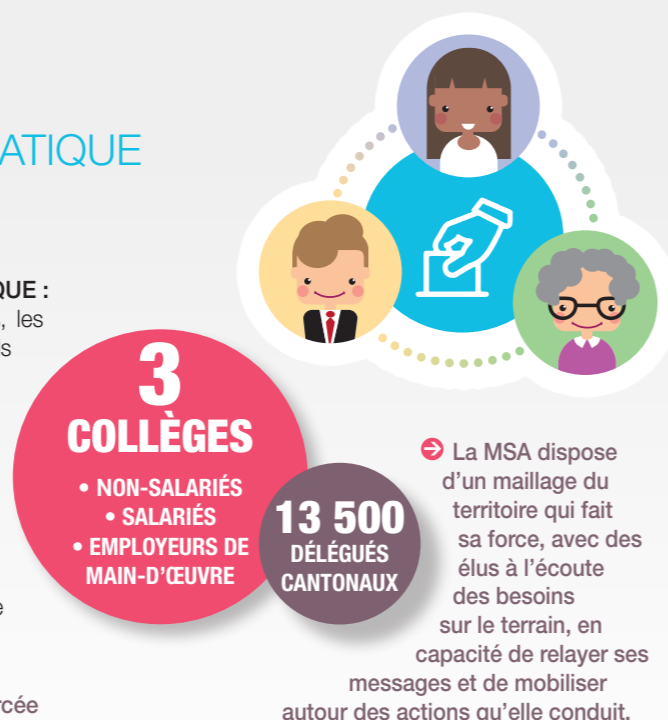 ATIQUE
QUE :
, les
s
3
COLLÈGES
• NON-SALARIÉS
• SALARIÉS
• EMPLOYEURS DE
MAIN-D'ŒUVRE
13 500
DÉLÉGUÉS
CANTONAUX
La MSA dispose
d'un maillage du
territoire qui fait
sa force, avec des
élus à l'écoute
des besoins
sur le terrain, en
capacité de relayer ses
messages et de mobiliser
autour des actions qu'elle conduit.
e
rcée